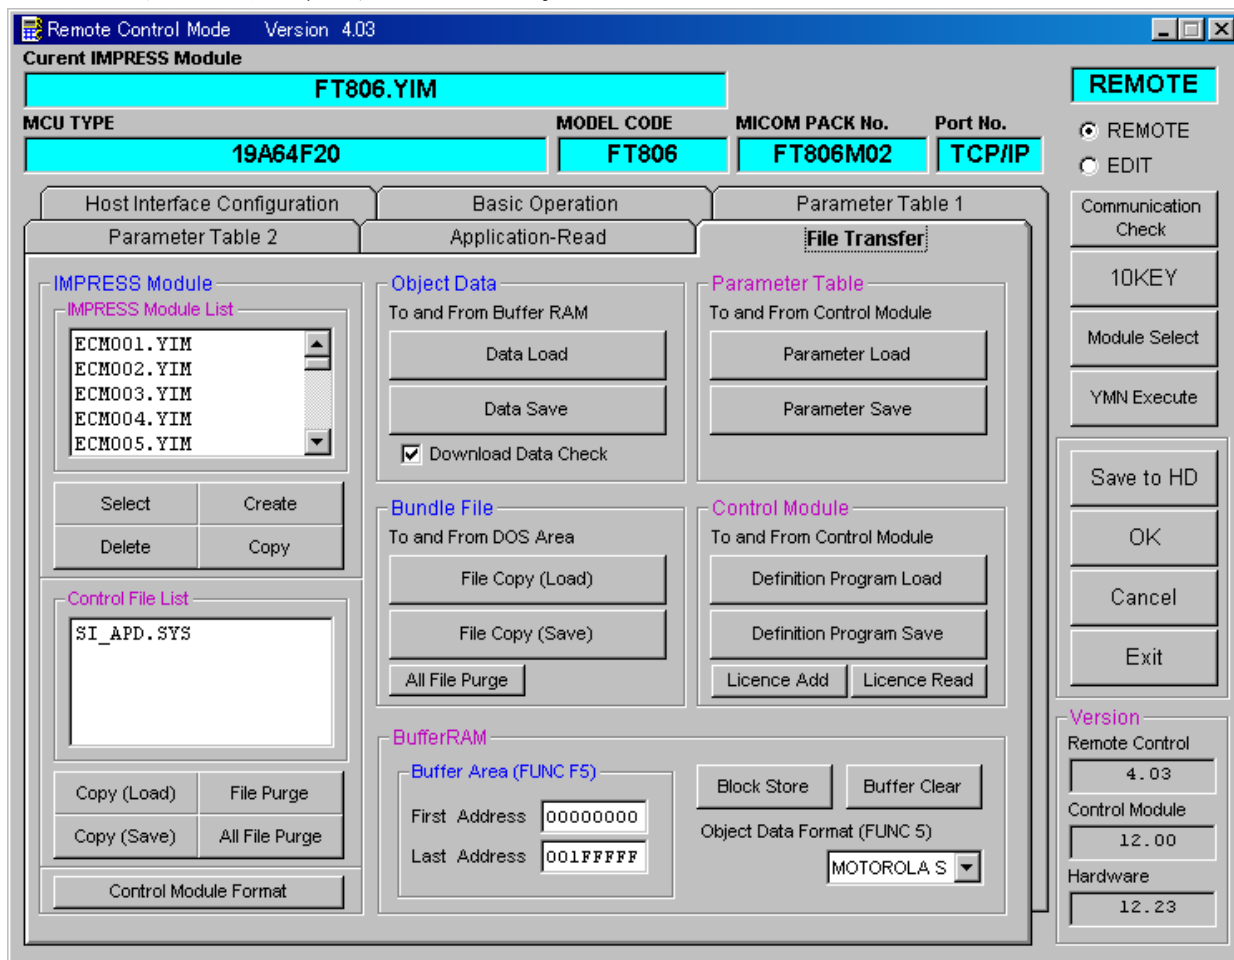 Remote Control Mode Version 4.03
Curent IMPRESS Module
FT806.YIM
REMOTE
MCU TYPE
MODEL CODE
MICOM PACK No.
Port No.
19A64F20
FT806
FT806M02
TCP/IP
REMOTE
EDIT
Host Interface Configuration
Basic Operation
Parameter Table 1
Parameter Table 2
Application-Read
File Transfer
IMPRESS Module
IMPRESS Module List
ECM001.YIM
ECM002.YIM
ECM003.YIM
ECM004.YIM
ECM005.YIM
Select
Create
Delete
Copy
Control File List
SI_APD.SYS
Copy (Load)
File Purge
Copy (Save)
All File Purge
Control Module Format
Object Data
To and From Buffer RAM
Data Load
Data Save
Download Data Check
Bundle File
To and From DOS Area
File Copy (Load)
File Copy (Save)
All File Purge
Parameter Table
To and From Control Module
Parameter Load
Parameter Save
Control Module
To and From Control Module
Definition Program Load
Definition Program Save
Licence Add
Licence Read
BufferRAM
Buffer Area (FUNC F5)
First Address 00000000
Last Address 001FFFFF
Block Store
Buffer Clear
Object Data Format (FUNC 5)
MOTOROLA S
Communication
Check
10KEY
Module Select
YMN Execute
Save to HD
OK
Cancel
Exit
Version
Remote Control
4.03
Control Module
12.00
Hardware
12.23